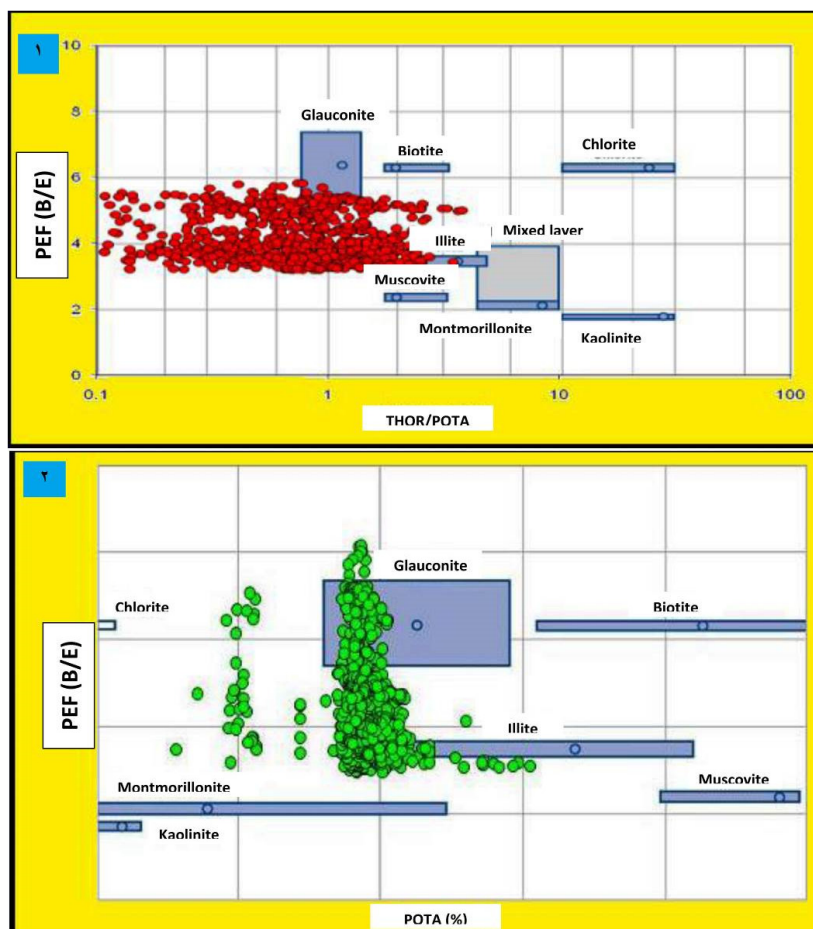 ١
10
8
6
4
2
0
Glauconite
Biotite
Chlorite
Illite
Mixed laver
Muscovite
Montmorillonite
Kaolinite
PEF (B/E)
0.1
1
10
100
THOR/POTA
٢
Glauconite
Chlorite
Biotite
Illite
Montmorillonite
Muscovite
Kaolinite
PEF (B/E)
POTA (%)